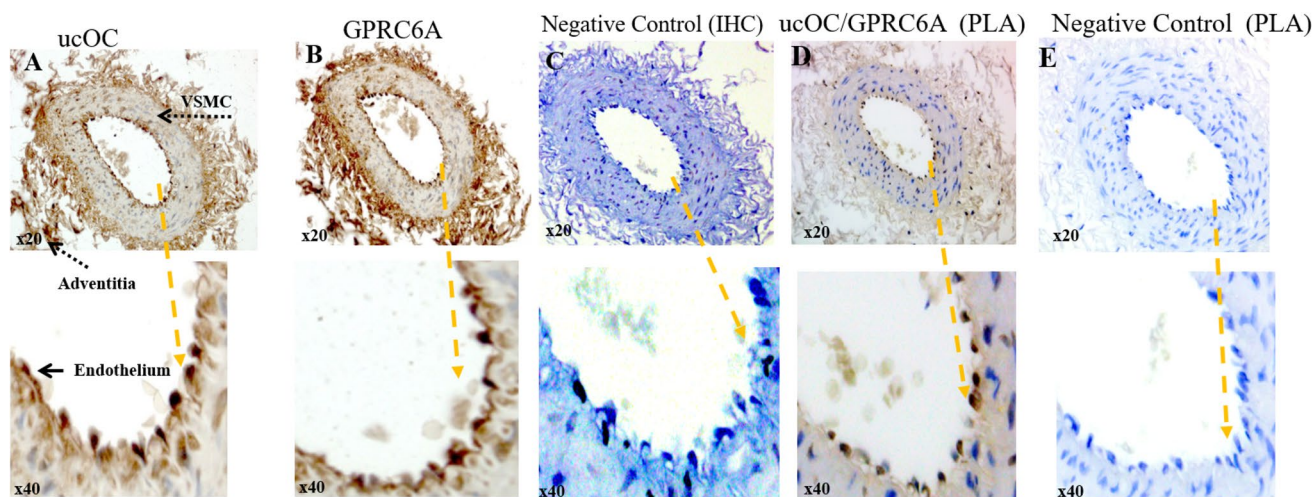 ucOC
GPRC6A
Negative Control (IHC)
ucOC/GPRC6A (PLA)
Negative Control (PLA)
A
B
C
D
E
VSMC
x20
x20
x20
x20
x20
Adventitia
Endothelium
x40
x40
x40
x40
x40